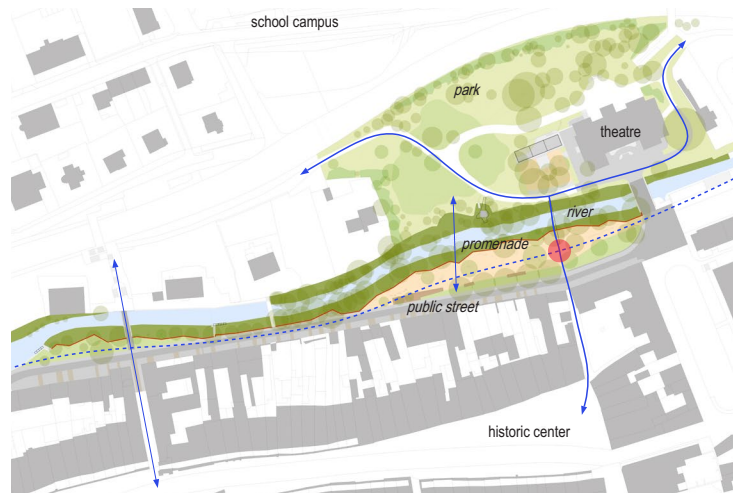 school campus
park
theatre
river
promenade
public street
historic center